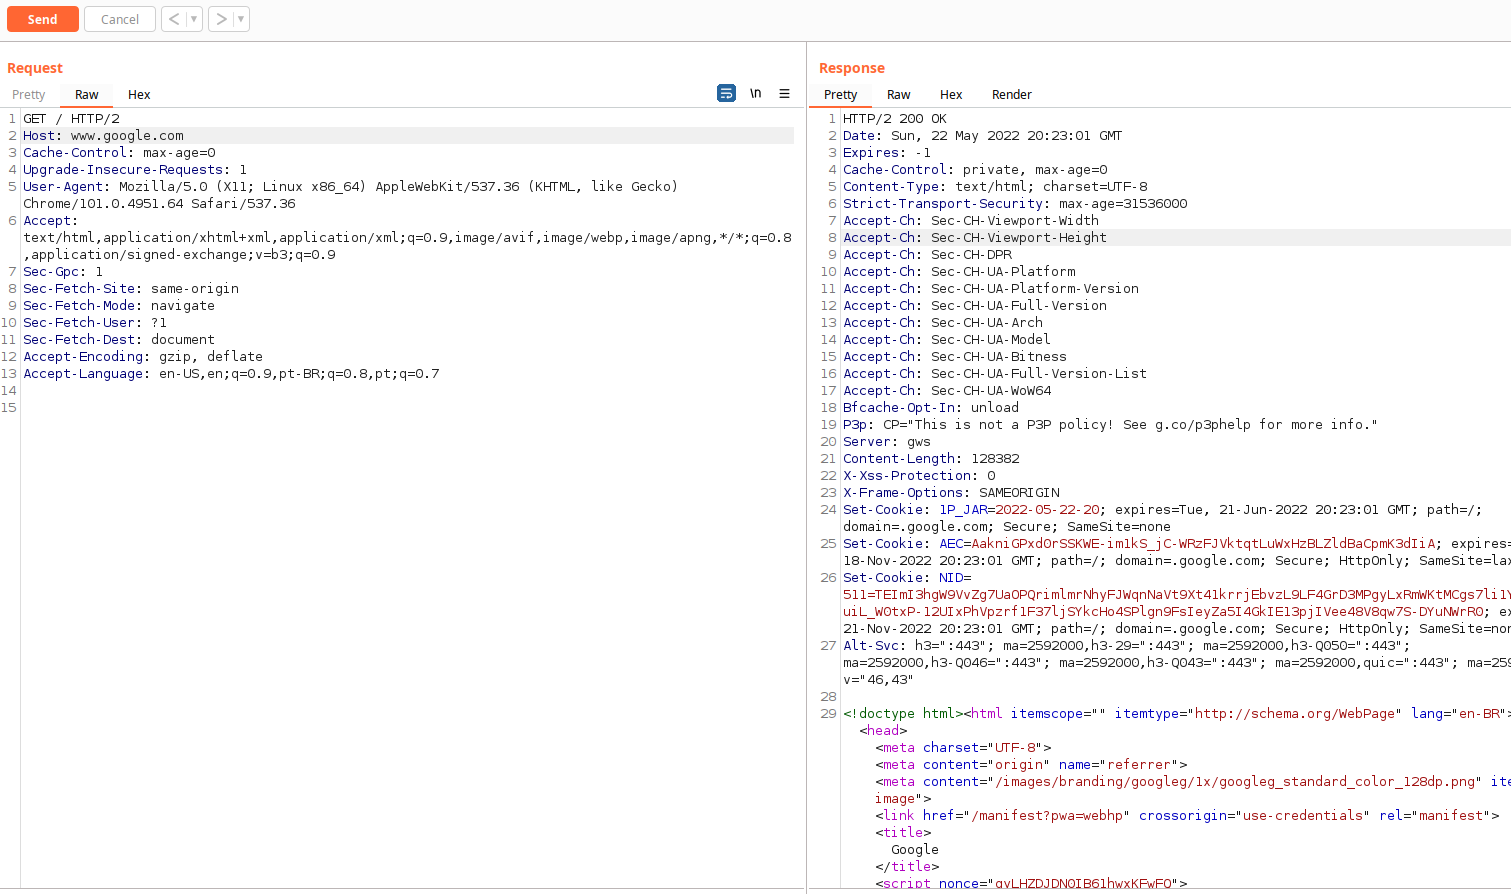 Send Cancel < ▼ > ▼
Request
Pretty Raw Hex \n
1 GET / HTTP/2
2 Host: www.google.com
3 Cache-Control: max-age=0
4 Upgrade-Insecure-Requests: 1
5 User-Agent: Mozilla/5.0 (X11; Linux x86_64) AppleWebKit/537.36 (KHTML, like Gecko)
Chrome/101.0.4951.64 Safari/537.36
6 Accept:
text/html,application/xhtml+xml,application/xml;q=0.9,image/avif,image/webp,image/apng,*/*;q=0.8
,application/signed-exchange;v=b3;q=0.9
7 Sec-Gpc: 1
8 Sec-Fetch-Site: same-origin
9 Sec-Fetch-Mode: navigate
10 Sec-Fetch-User: ?1
11 Sec-Fetch-Dest: document
12 Accept-Encoding: gzip, deflate
13 Accept-Language: en-US,en;q=0.9,pt-BR;q=0.8,pt;q=0.7
14
15
Response
Pretty Raw Hex Render
1 HTTP/2 200 OK
2 Date: Sun, 22 May 2022 20:23:01 GMT
3 Expires: -1
4 Cache-Control: private, max-age=0
5 Content-Type: text/html; charset=UTF-8
6 Strict-Transport-Security: max-age=31536000
7 Accept-Ch: Sec-CH-Viewport-Width
8 Accept-Ch: Sec-CH-Viewport-Height
9 Accept-Ch: Sec-CH-DPR
10 Accept-Ch: Sec-CH-UA-Platform
11 Accept-Ch: Sec-CH-UA-Platform-Version
12 Accept-Ch: Sec-CH-UA-Full-Version
13 Accept-Ch: Sec-CH-UA-Arch
14 Accept-Ch: Sec-CH-UA-Model
15 Accept-Ch: Sec-CH-UA-Bitness
16 Accept-Ch: Sec-CH-UA-Full-Version-List
17 Accept-Ch: Sec-CH-UA-WoW64
18 Bfcache-Opt-In: unload
19 P3p: CP="This is not a P3P policy! See g.co/p3phelp for more info."
20 Server: gws
21 Content-Length: 128382
22 X-Xss-Protection: 0
23 X-Frame-Options: SAMEORIGIN
24 Set-Cookie: 1P_JAR=2022-05-22-20; expires=Tue, 21-Jun-2022 20:23:01 GMT; path=/;
domain=.google.com; Secure; SameSite=none
25 Set-Cookie: AEC=AakniGPxd0rSSKWE-im1kS_jC-WRzFJVktqtLuWxHzBLZldBaCpmK3dIiA; expires=
18-Nov-2022 20:23:01 GMT; path=/; domain=.google.com; Secure; HttpOnly; SameSite=lax
26 Set-Cookie: NID=
511=TEImI3hgW9VvZg7UaOPQrimlmrNhyFJWqnNaVt9Xt41krrjEbvzL9LF4GrD3MPgyLxRmWKtMCgs7li1Y
uiL_W0txP-12UIxPhVpzrf1F37ljSYkcHo4SPlgn9FsIeyZa5I4GkIE13pjIVee48V8qw7S-DYuNWrR0; ex
21-Nov-2022 20:23:01 GMT; path=/; domain=.google.com; Secure; HttpOnly; SameSite=non
27 Alt-Svc: h3=":443"; ma=2592000,h3-29=":443"; ma=2592000,h3-Q050=":443";
ma=2592000,h3-Q046=":443"; ma=2592000,h3-Q043=":443"; ma=2592000,quic=":443"; ma=259
v="46,43"
28
29 <!doctype html><html itemscope="" itemtype="http://schema.org/WebPage" lang="en-BR">
<head>
<meta charset="UTF-8">
<meta content="origin" name="referrer">
<meta content="/images/branding/googleg/1x/googleg_standard_color_128dp.png" ite
image">
<link href="/manifest?pwa=webhp" crossorigin="use-credentials" rel="manifest">
<title>
Google
</title>
<script nonce="